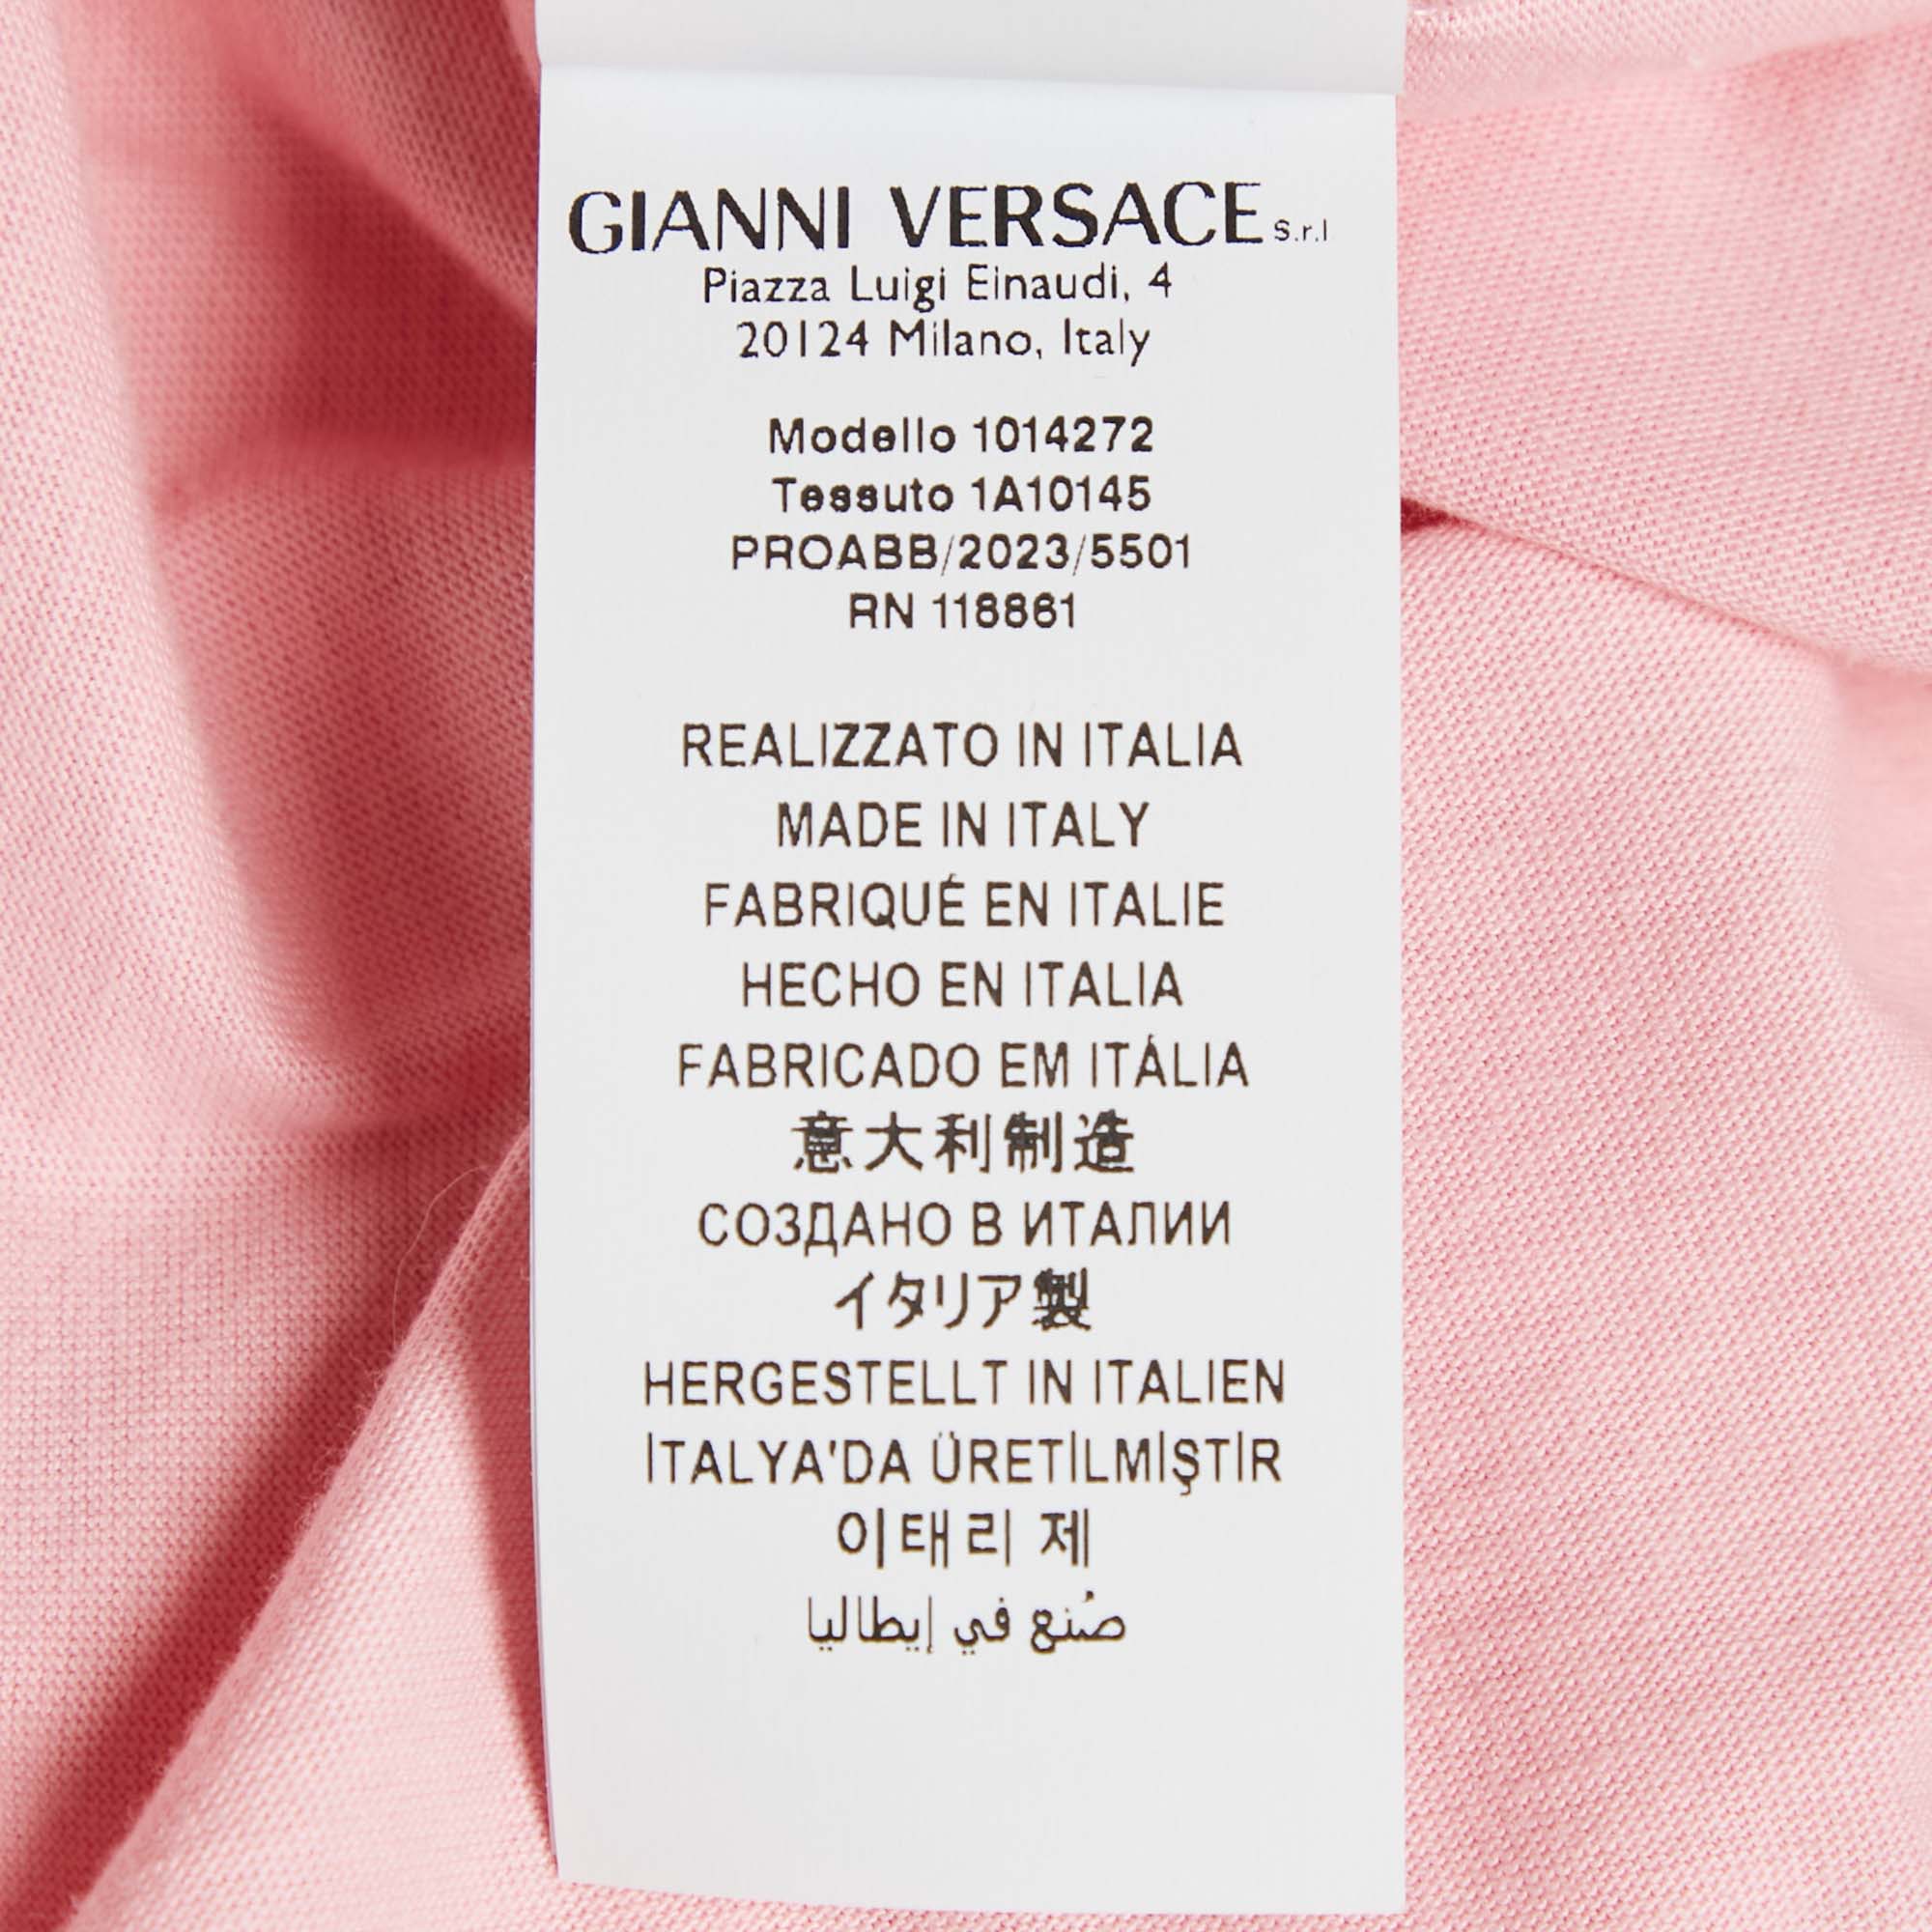 GIANNI VERSACE S.r.l
Piazza Luigi Einaudi, 4
20124 Milano, Italy
Modello 1014272
Tessuto 1A10145
PROABB/2023/5501
RN 118861
REALIZZATO IN ITALIA
MADE IN ITALY
FABRIQUÉ EN ITALIE
HECHO EN ITALIA
FABRICADO EM ITÁLIA
意大利制造
СОЗДАНО В ИТАЛИИ
イタリア製
HERGESTELLT IN ITALIEN
İTALYA'DA ÜRETİLMİŞTİR
이태리 제
صُنع في إيطاليا